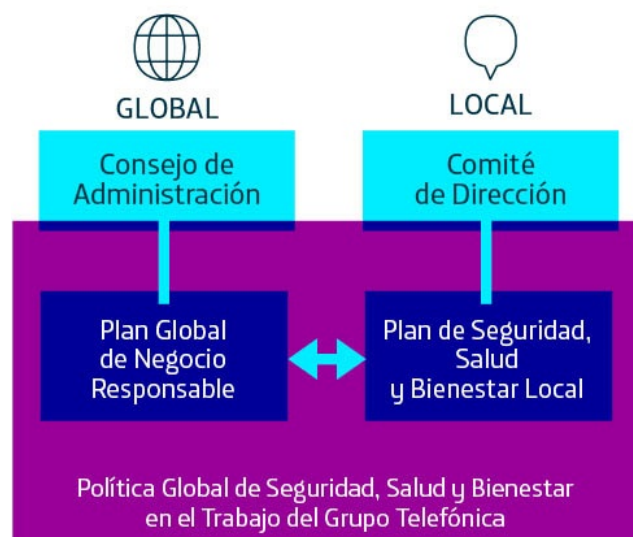 GLOBAL
LOCAL
Consejo de
Administración
Comité
de Dirección
Plan Global
de Negocio
Responsable
Plan de Seguridad,
Salud
y Bienestar Local
Política Global de Seguridad, Salud y Bienestar
en el Trabajo del Grupo Telefónica